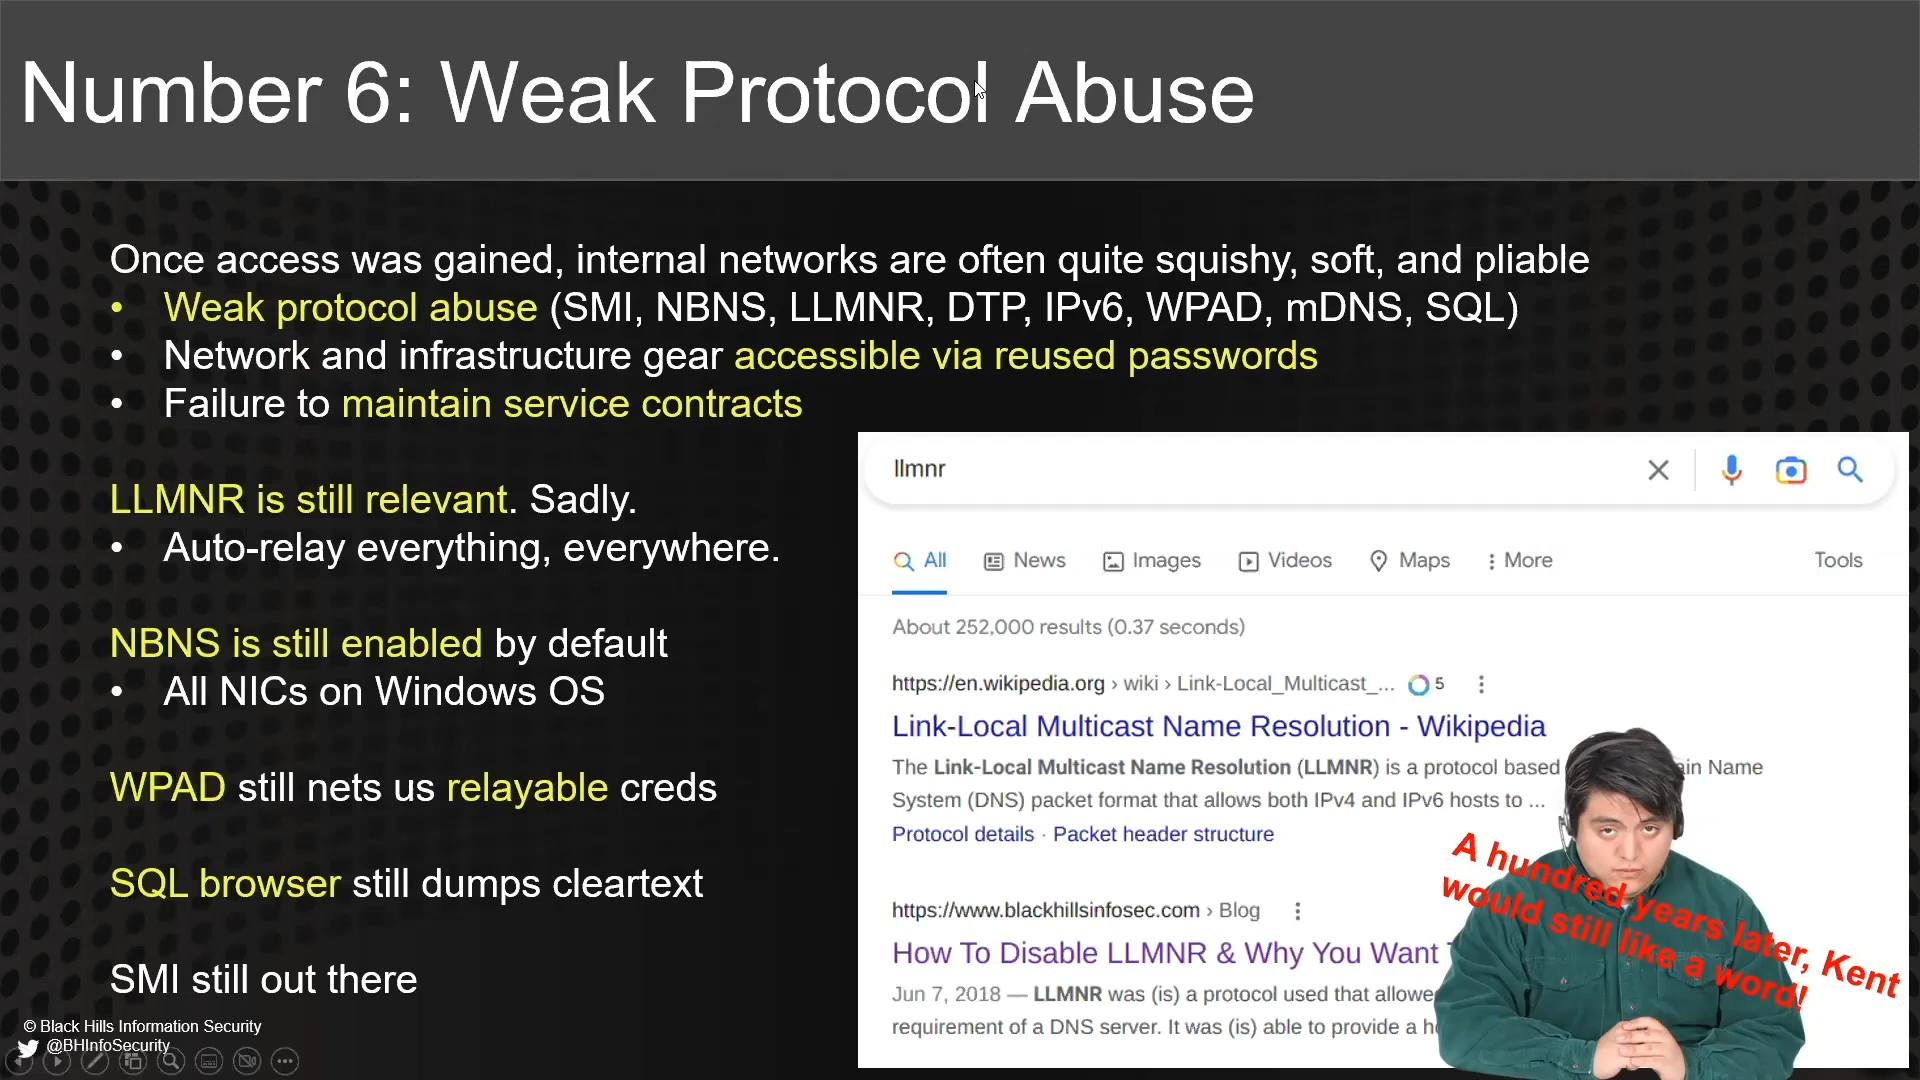 Number 6: Weak Protocol Abuse
Once access was gained, internal networks are often quite squishy, soft, and pliable
• Weak protocol abuse (SMI, NBNS, LLMNR, DTP, IPv6, WPAD, mDNS, SQL)
• Network and infrastructure gear accessible via reused passwords
• Failure to maintain service contracts
LLMNR is still relevant. Sadly.
• Auto-relay everything, everywhere.
NBNS is still enabled by default
• All NICs on Windows OS
WPAD still nets us relayable creds
SQL browser still dumps cleartext
SMI still out there
© Black Hills Information Security
@BHInfoSecurity
llmnr
All News Images Videos Maps More Tools
About 252,000 results (0.37 seconds)
https://en.wikipedia.org › wiki › Link-Local_Multicast_... 5
Link-Local Multicast Name Resolution - Wikipedia
The Link-Local Multicast Name Resolution (LLMNR) is a protocol based ain Name
System (DNS) packet format that allows both IPv4 and IPv6 hosts to ...
Protocol details · Packet header structure
https://www.blackhillsinfosec.com › Blog
How To Disable LLMNR & Why You Want
Jun 7, 2018 — LLMNR was (is) a protocol used that allowe
requirement of a DNS server. It was (is) able to provide a
A hundred years later, Kent
would still like a word!